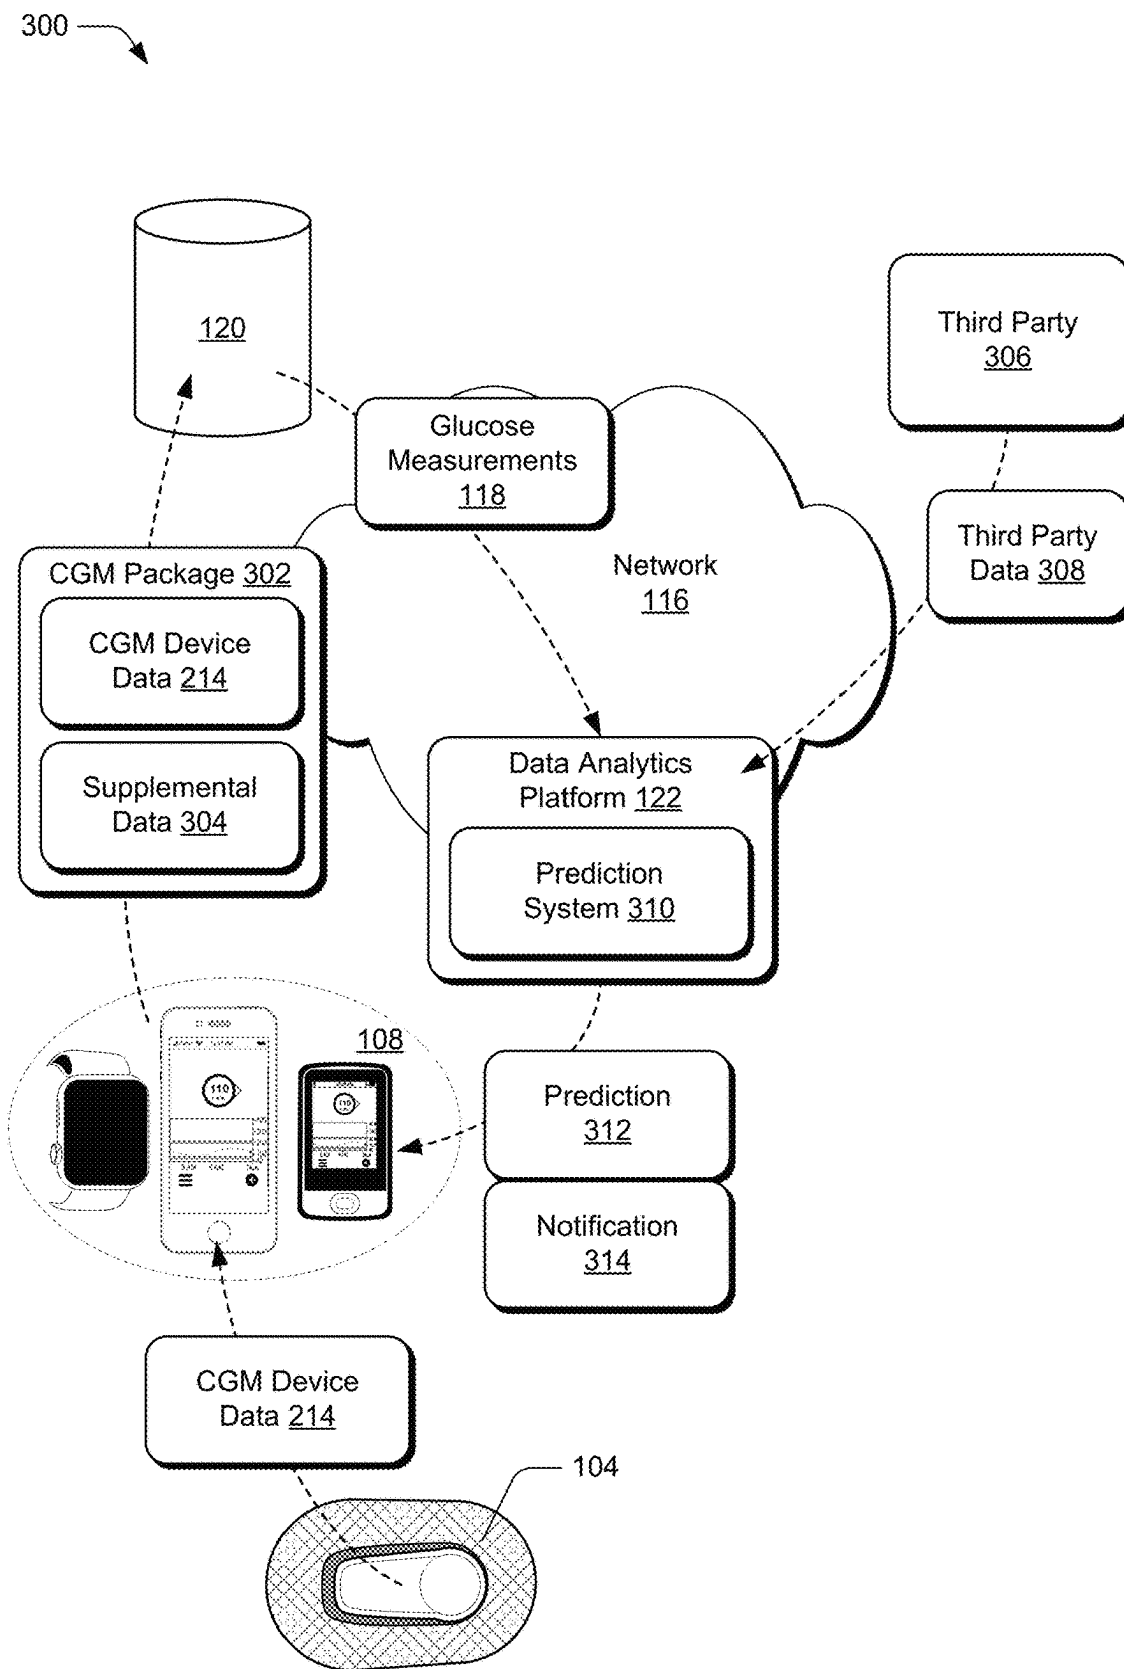 300
120
Third Party
306
Glucose
Measurements
118
Third Party
Data 308
Network
116
CGM Package 302
CGM Device
Data 214
Supplemental
Data 304
Data Analytics
Platform 122
Prediction
System 310
108
110
110
Prediction
312
Notification
314
CGM Device
Data 214
104